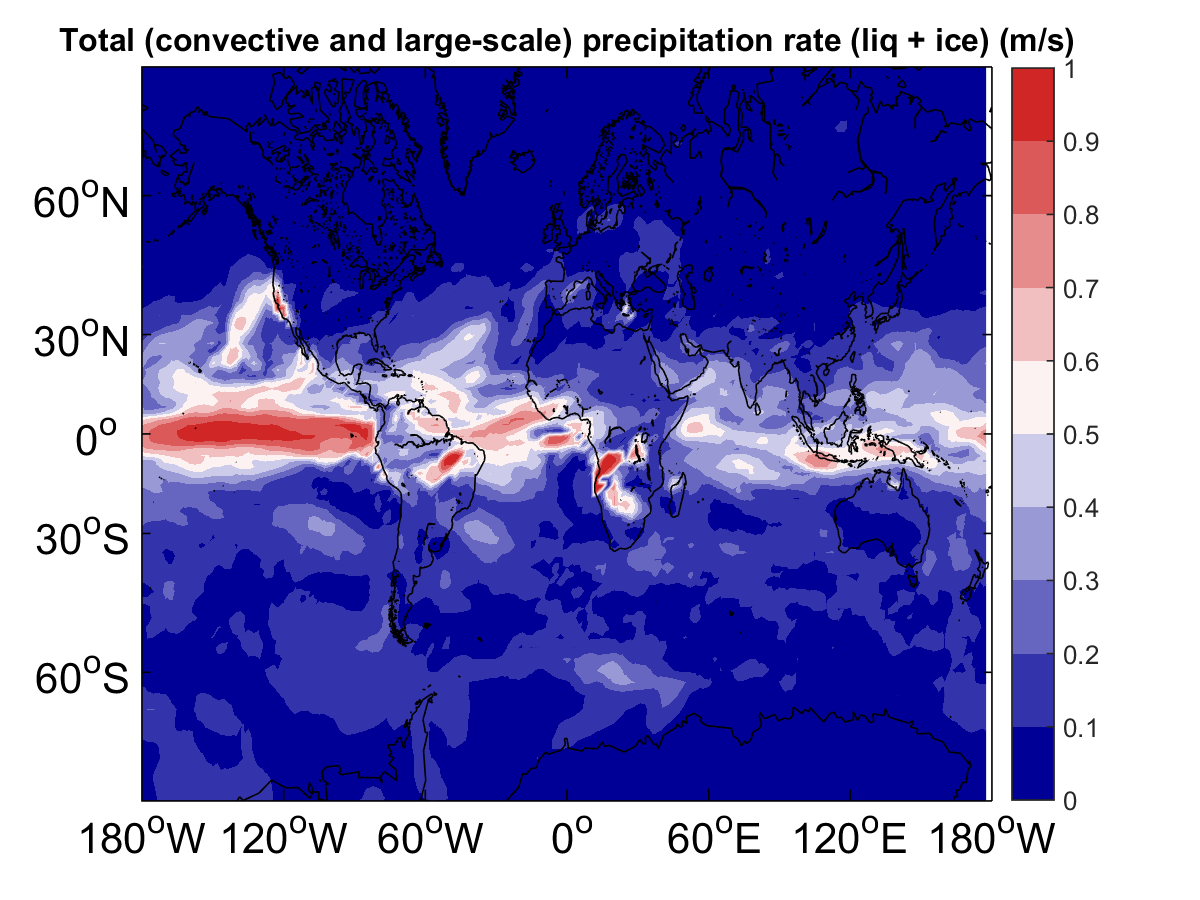 Total (convective and large-scale) precipitation rate (liq + ice) (m/s)
1
0.9
0.8
0.7
0.6
0.5
0.4
0.3
0.2
0.1
0
60°N
30°N
0°
30°S
60°S
180°W 120°W 60°W 0° 60°E 120°E 180°W